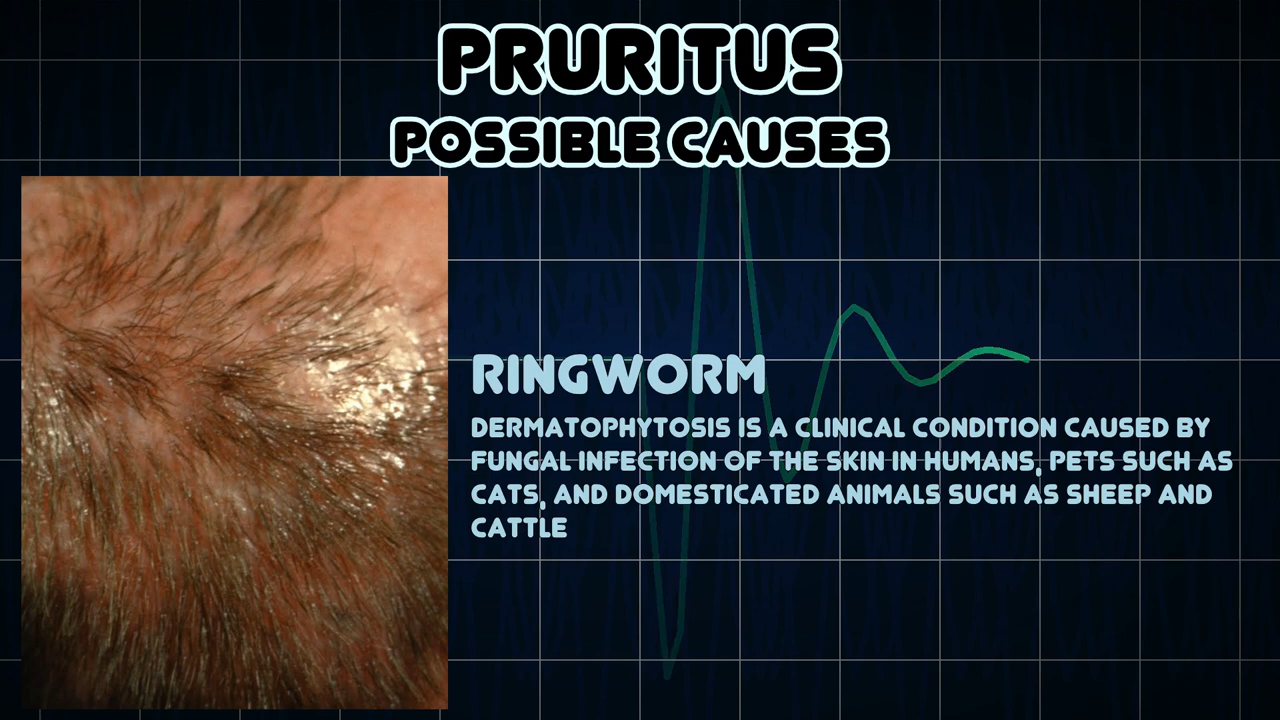 PRURITUS
POSSIBLE CAUSES
RINGWORM
DERMATOPHYTOSIS IS A CLINICAL CONDITION CAUSED BY
FUNGAL INFECTION OF THE SKIN IN HUMANS, PETS SUCH AS
CATS, AND DOMESTICATED ANIMALS SUCH AS SHEEP AND
CATTLE